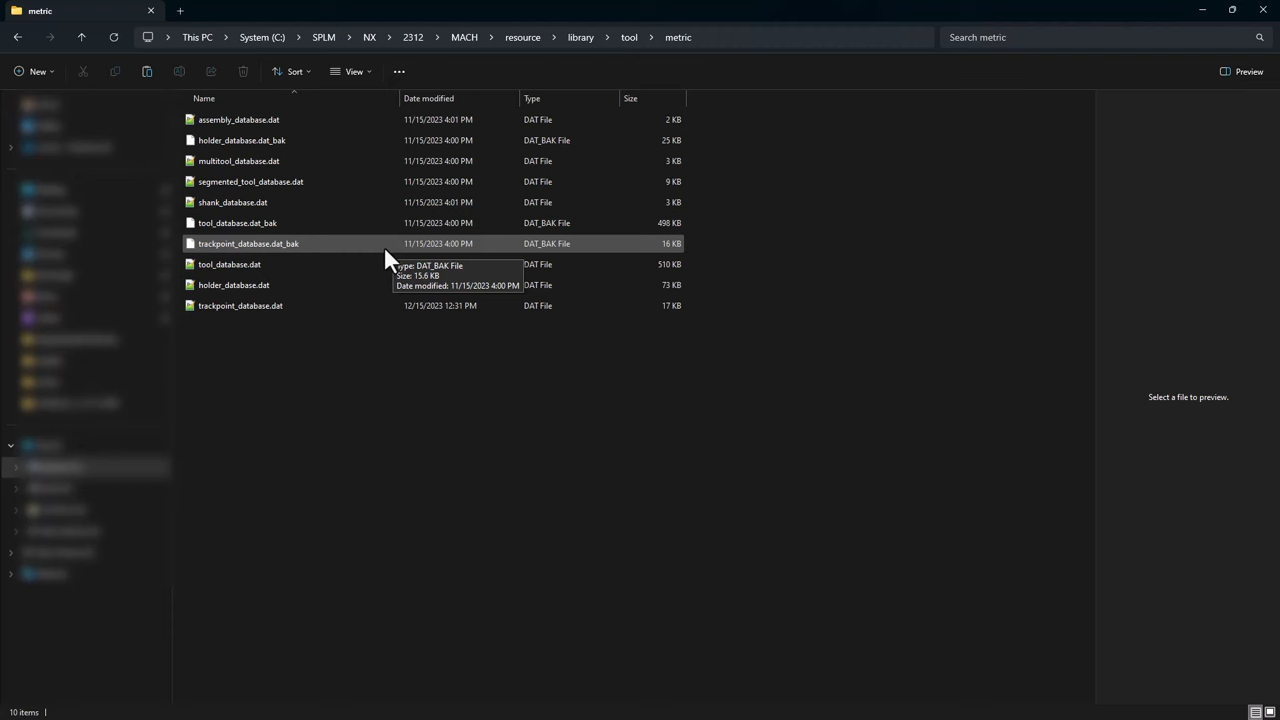 metric
This PC > System (C:) > SPLM > NX > 2312 > MACH > resource > library > tool > metric
Search metric
New
Sort
View
Preview
Name Date modified Type Size
assembly_database.dat 11/15/2023 4:01 PM DAT File 2 KB
holder_database.dat_bak 11/15/2023 4:00 PM DAT_BAK File 25 KB
multitool_database.dat 11/15/2023 4:00 PM DAT File 3 KB
segmented_tool_database.dat 11/15/2023 4:00 PM DAT File 9 KB
shank_database.dat 11/15/2023 4:01 PM DAT File 3 KB
tool_database.dat_bak 11/15/2023 4:00 PM DAT_BAK File 498 KB
trackpoint_database.dat_bak 11/15/2023 4:00 PM DAT_BAK File 16 KB
tool_database.dat DAT File 510 KB
Type: DAT_BAK File
Size: 15.6 KB
Date modified: 11/15/2023 4:00 PM
holder_database.dat DAT File 73 KB
trackpoint_database.dat 12/15/2023 12:31 PM DAT File 17 KB
Select a file to preview.
10 items